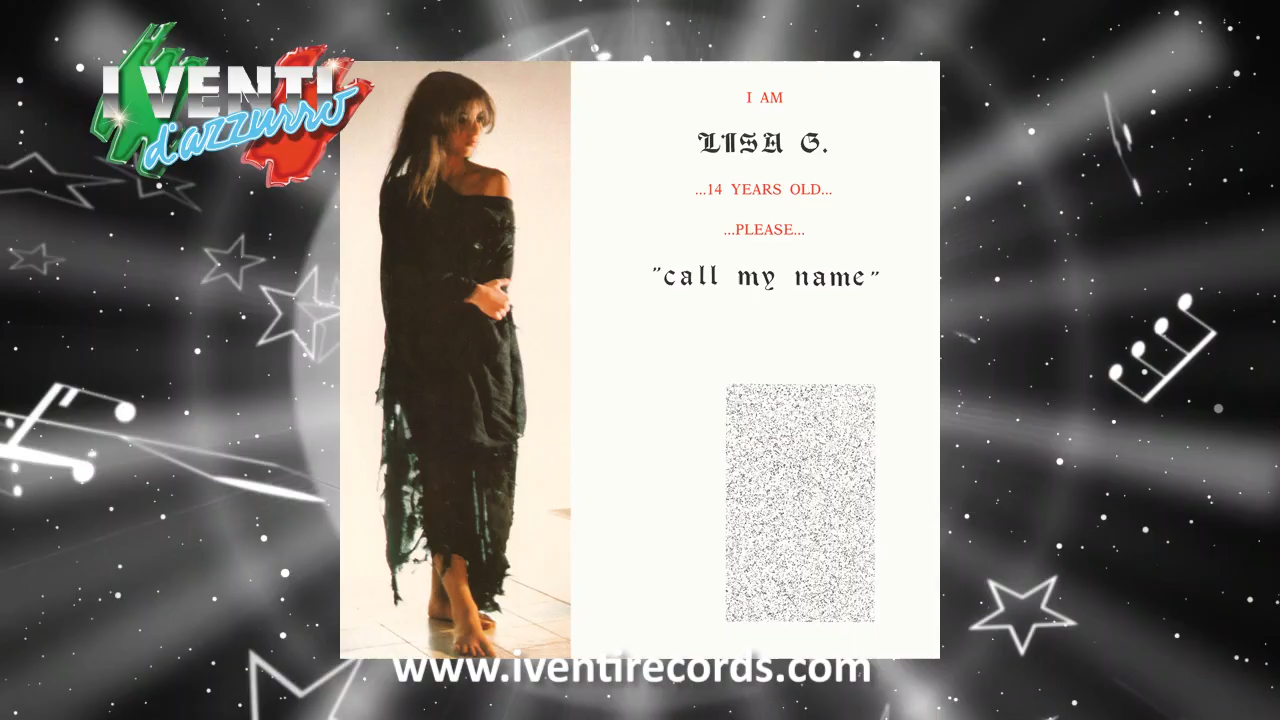 I VENTI
d'azzurro
I AM
LISA G.
...14 YEARS OLD...
...PLEASE...
"call my name"
www.iventirecords.com